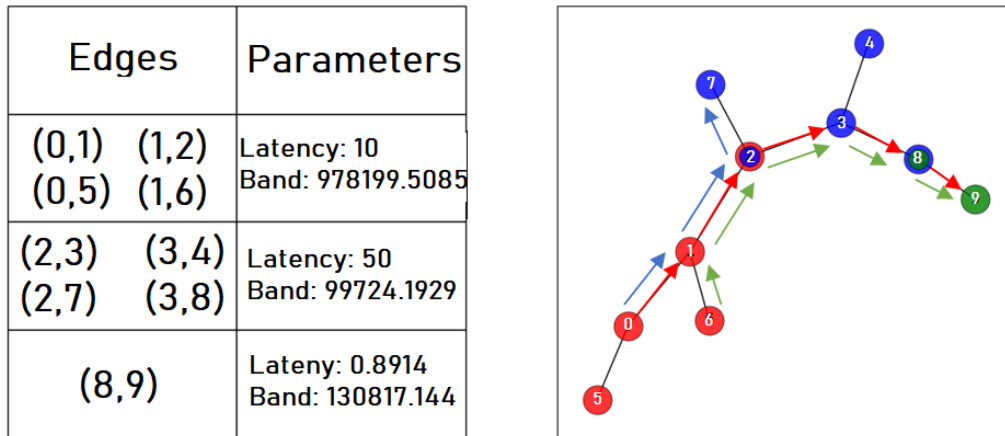 Edges Parameters
(0,1) (1,2)
(0,5) (1,6)
Latency: 10
Band: 978199.5085
(2,3) (3,4)
(2,7) (3,8)
Latency: 50
Band: 99724.1929
(8,9)
Lateny: 0.8914
Band: 130817.144
4
7
3
2
8
9
1
0
6
5